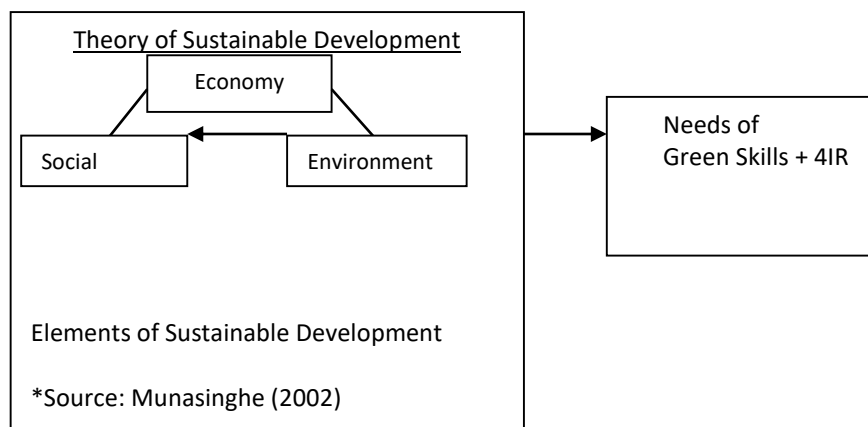 Theory of Sustainable Development
Economy
Social
Environment
Elements of Sustainable Development
*Source: Munasinghe (2002)
Needs of
Green Skills + 4IR